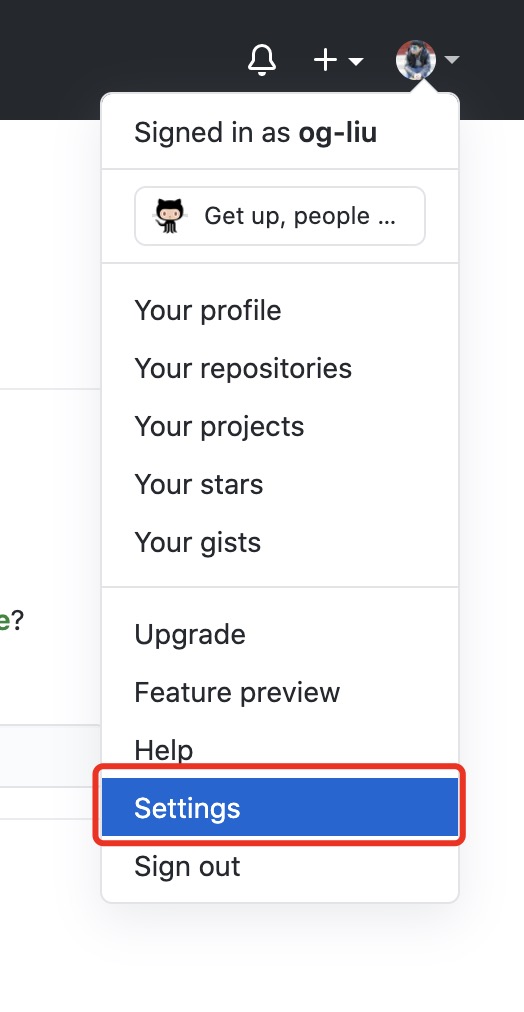 Signed in as og-liu
Get up, people ...
Your profile
Your repositories
Your projects
Your stars
Your gists
e?
Upgrade
Feature preview
Help
Settings
Sign out